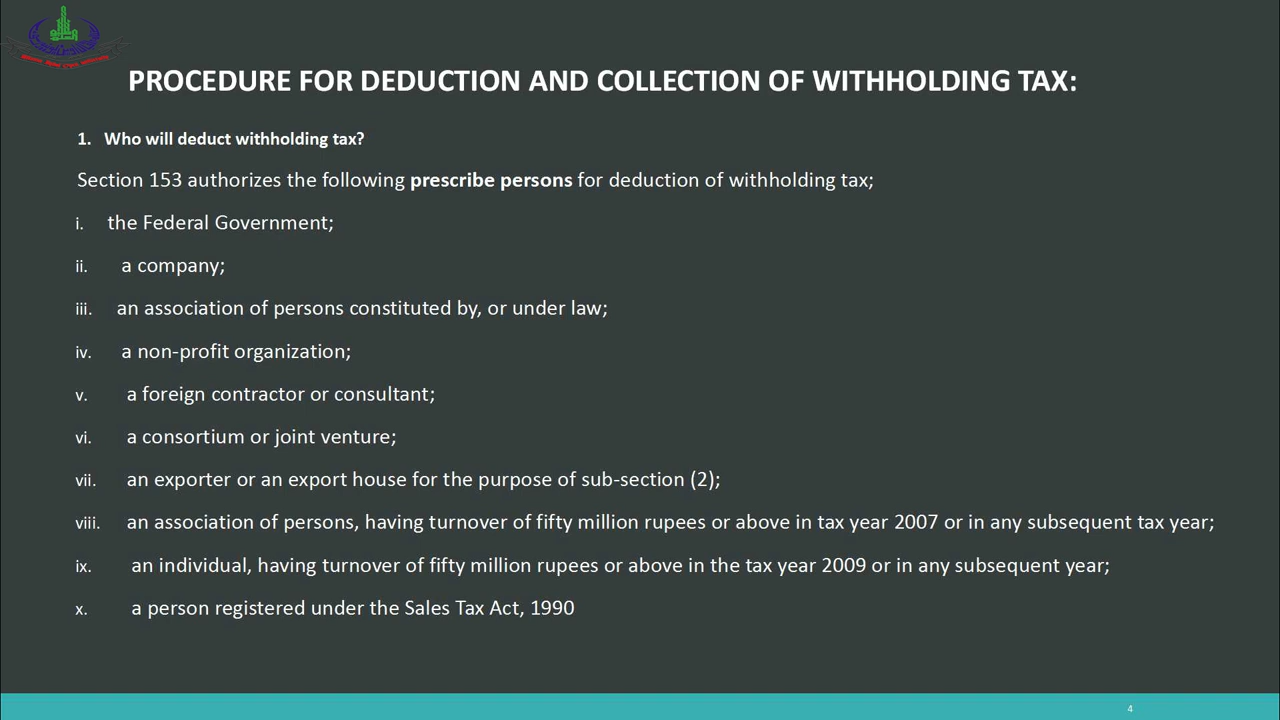 PROCEDURE FOR DEDUCTION AND COLLECTION OF WITHHOLDING TAX:
1. Who will deduct withholding tax?
Section 153 authorizes the following prescribe persons for deduction of withholding tax;
i. the Federal Government;
ii. a company;
iii. an association of persons constituted by, or under law;
iv. a non-profit organization;
v. a foreign contractor or consultant;
vi. a consortium or joint venture;
vii. an exporter or an export house for the purpose of sub-section (2);
viii. an association of persons, having turnover of fifty million rupees or above in tax year 2007 or in any subsequent tax year;
ix. an individual, having turnover of fifty million rupees or above in the tax year 2009 or in any subsequent year;
x. a person registered under the Sales Tax Act, 1990
4